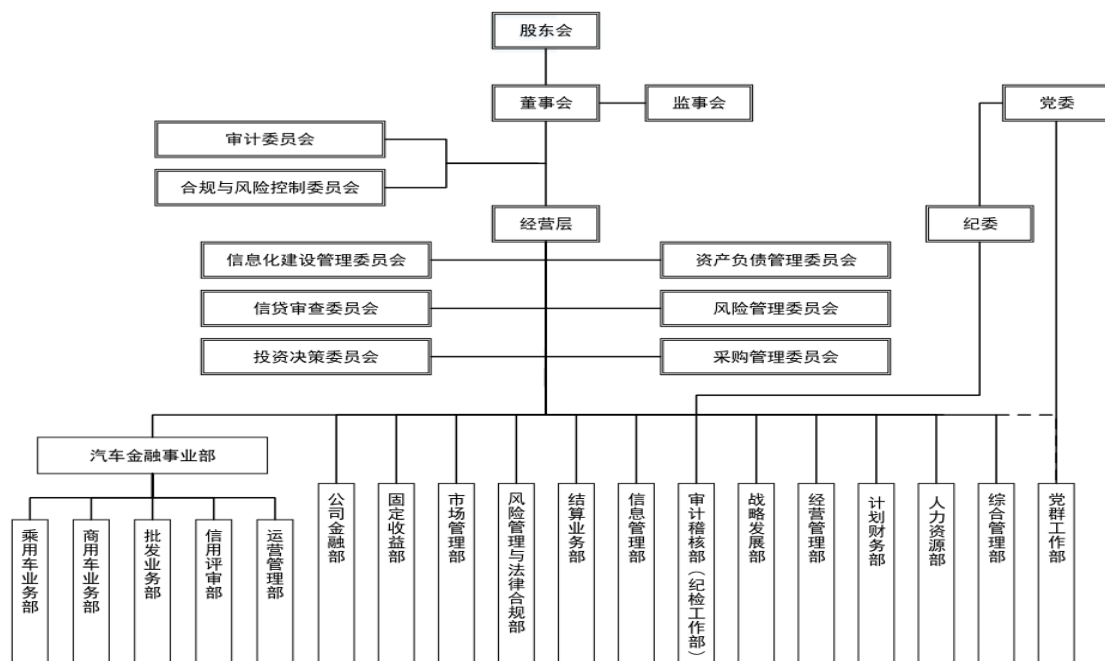 股东会
董事会
监事会
党委
审计委员会
合规与风险控制委员会
经营层
纪委
信息化建设管理委员会
资产负债管理委员会
信贷审查委员会
风险管理委员会
投资决策委员会
采购管理委员会
汽车金融事业部
乘用车业务部
商用车业务部
批发业务部
信用评审部
运营管理部
公司金融部
固定收益部
市场管理部
风险管理与法律合规部
结算业务部
信息管理部
审计稽核部（纪检工作部）
战略发展部
经营管理部
计划财务部
人力资源部
综合管理部
党群工作部